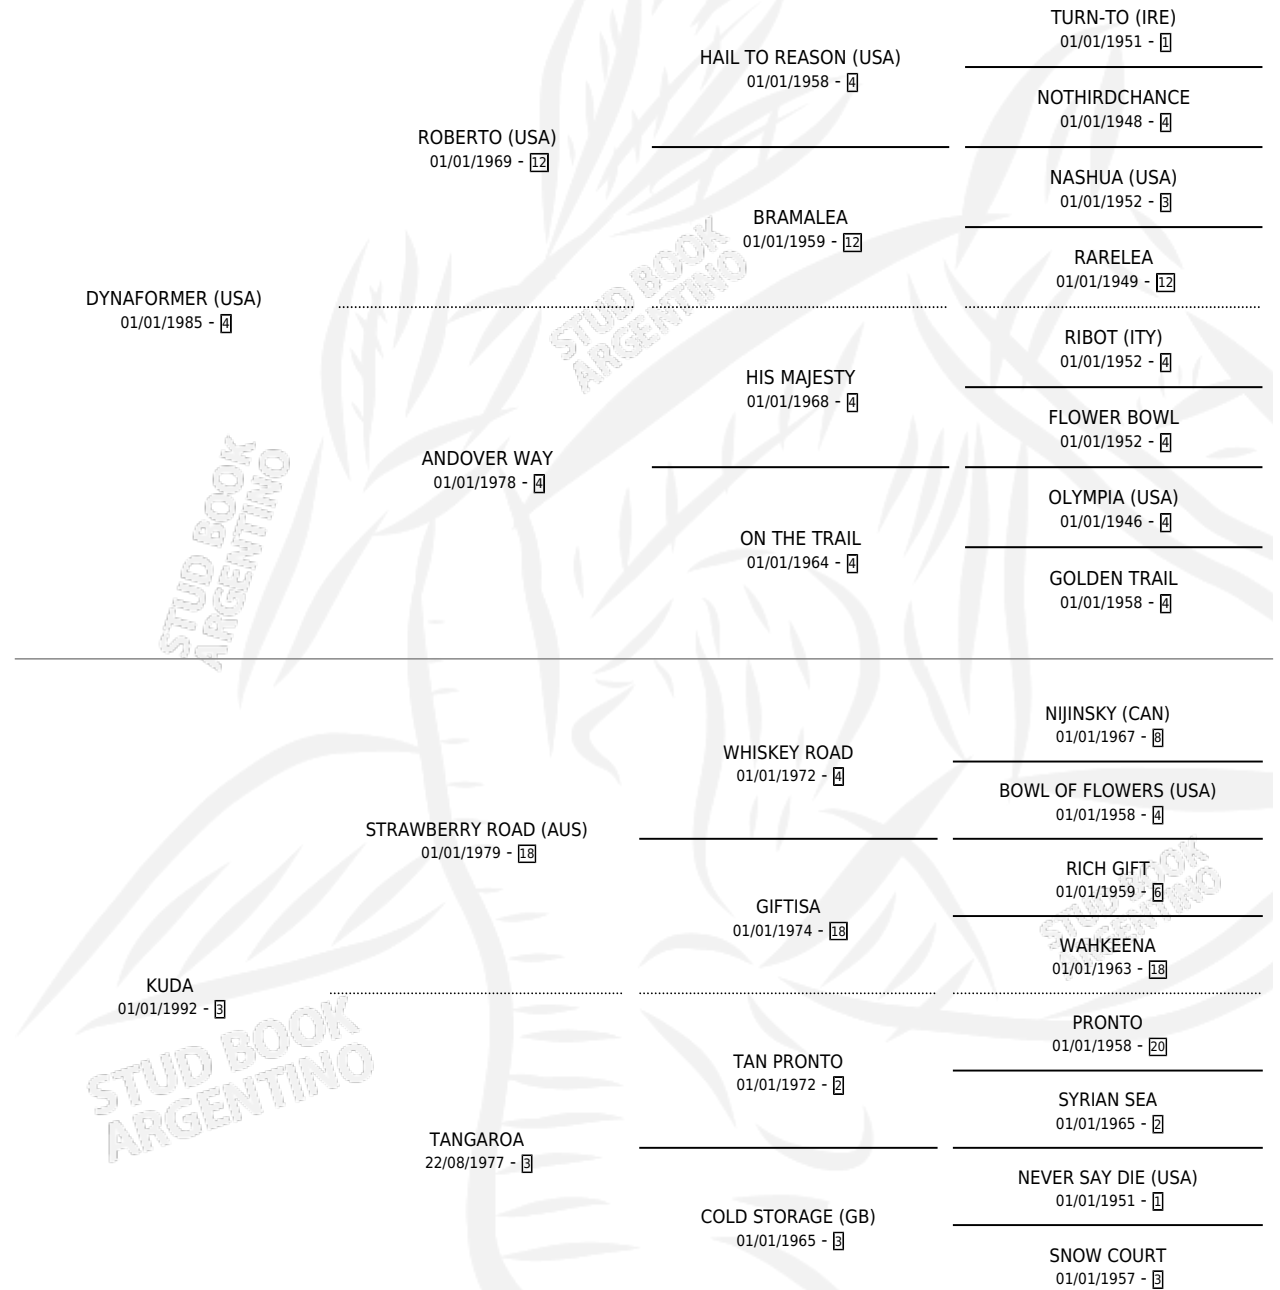 TURN-TO (IRE)
01/01/1951 - 1
HAIL TO REASON (USA)
01/01/1958 - 4
NOTHIRDCHANCE
01/01/1948 - 4
ROBERTO (USA)
01/01/1969 - 12
NASHUA (USA)
01/01/1952 - 3
BRAMALEA
01/01/1959 - 12
RARELEA
01/01/1949 - 12
DYNAFORMER (USA)
01/01/1985 - 4
STUD BOOK
ARGENTINO
RIBOT (ITY)
01/01/1952 - 4
HIS MAJESTY
01/01/1968 - 4
FLOWER BOWL
01/01/1952 - 4
ANDOVER WAY
01/01/1978 - 4
OLYMPIA (USA)
01/01/1946 - 4
ON THE TRAIL
01/01/1964 - 4
GOLDEN TRAIL
01/01/1958 - 4
STUD BOOK
ARGENTINO
NIJINSKY (CAN)
01/01/1967 - 8
WHISKEY ROAD
01/01/1972 - 4
BOWL OF FLOWERS (USA)
01/01/1958 - 4
STRAWBERRY ROAD (AUS)
01/01/1979 - 18
RICH GIFT
01/01/1959 - 6
GIFTISA
01/01/1974 - 18
STUD BOOK
ARGENTINO
WAHKEENA
01/01/1963 - 18
KUDA
01/01/1992 - 3
PRONTO
01/01/1958 - 20
TAN PRONTO
01/01/1972 - 2
STUD BOOK
ARGENTINO
SYRIAN SEA
01/01/1965 - 2
TANGAROA
22/08/1977 - 3
NEVER SAY DIE (USA)
01/01/1951 - 1
COLD STORAGE (GB)
01/01/1965 - 3
SNOW COURT
01/01/1957 - 3